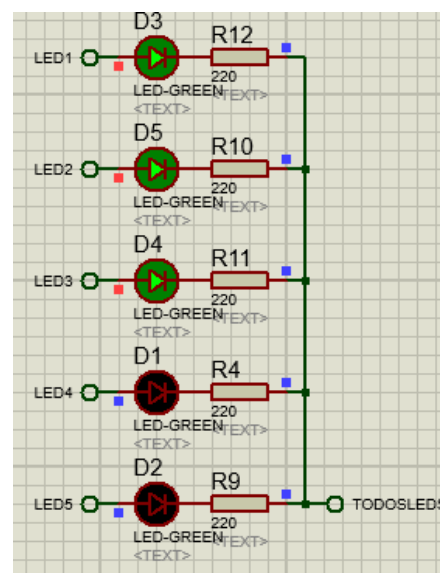 D3
R12
LED1
220
LED-GREEN
<TEXT>
<TEXT>
D5
R10
LED2
220
LED-GREEN
<TEXT>
<TEXT>
D4
R11
LED3
220
LED-GREEN
<TEXT>
<TEXT>
D1
R4
LED4
220
LED-GREEN
<TEXT>
<TEXT>
D2
R9
LED5
TODOSLEDS
220
LED-GREEN
<TEXT>
<TEXT>